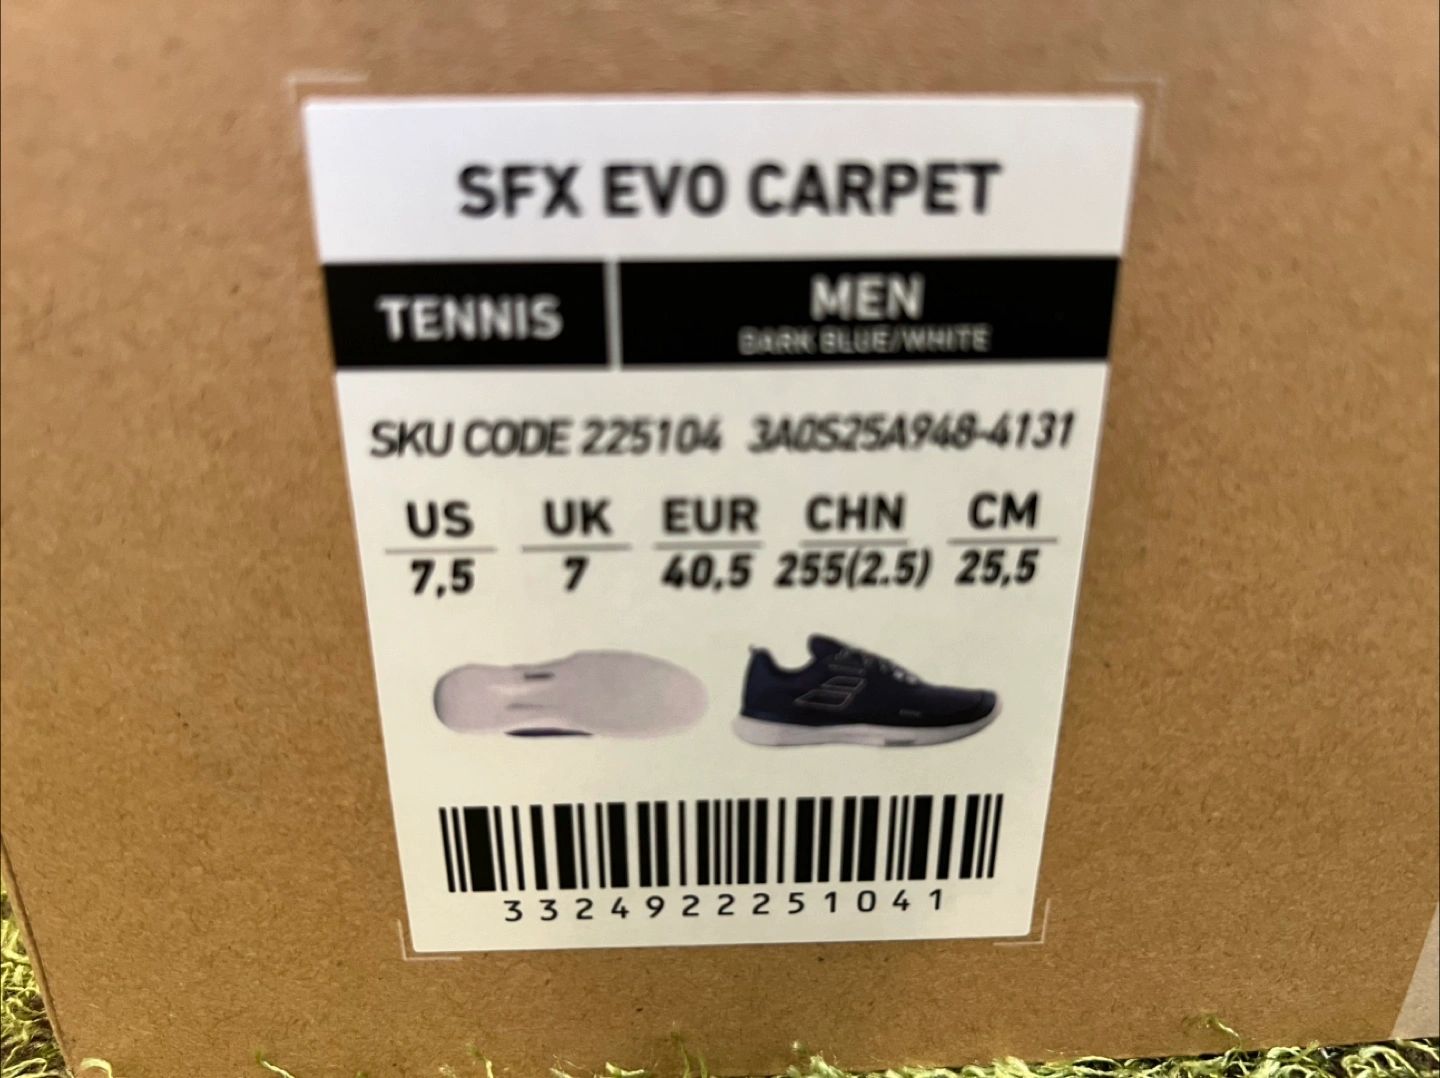 SFX EVO CARPET
TENNIS
MEN
DARK BLUE/WHITE
SKU CODE 225104 3A0S25A948-4131
US UK EUR CHN CM
7,5 7 40,5 255(2.5) 25,5
3324922251041